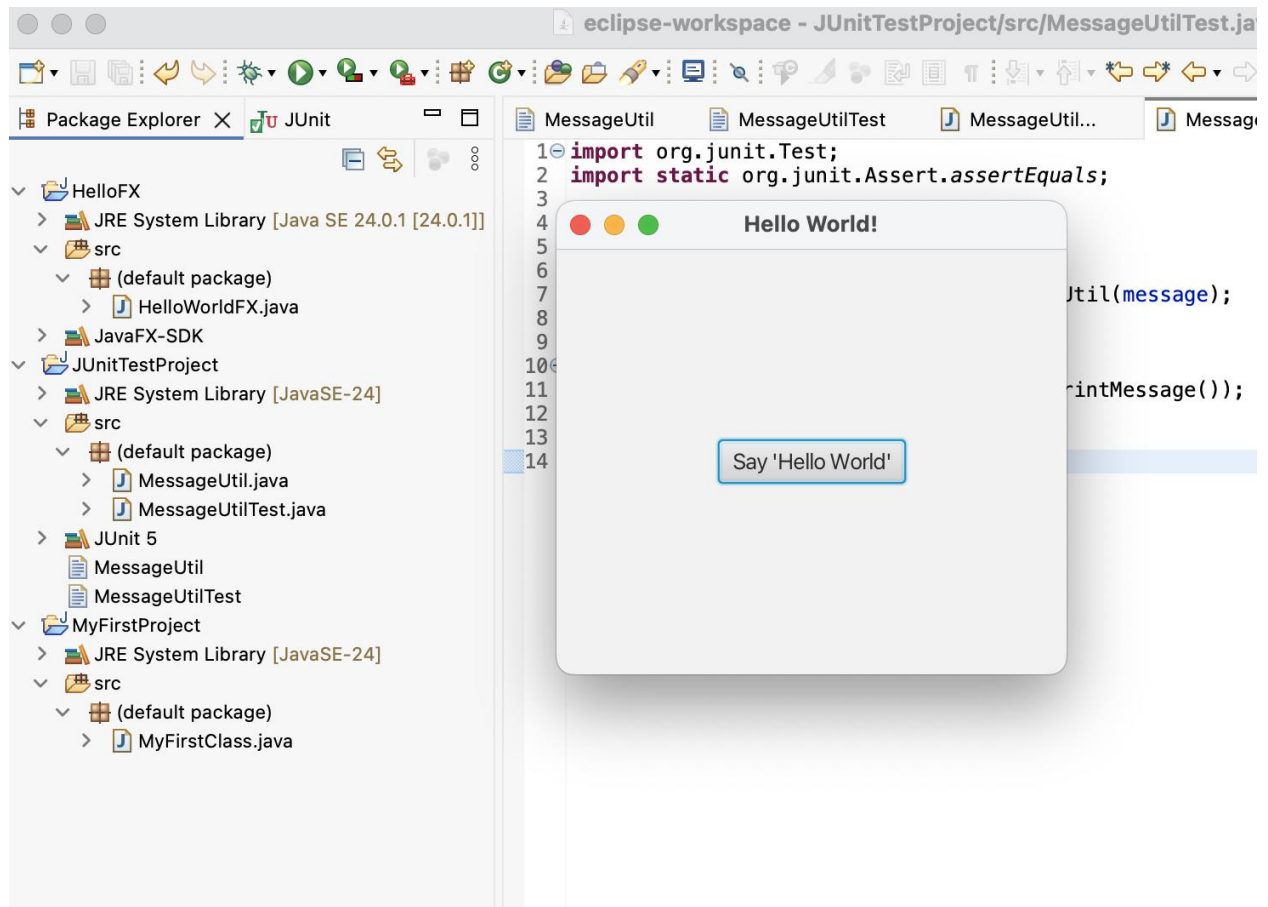 eclipse-workspace - JUnitTestProject/src/MessageUtilTest.ja
Package Explorer
JUnit
HelloFX
JRE System Library [Java SE 24.0.1 [24.0.1]]
src
(default package)
HelloWorldFX.java
JavaFX-SDK
JUnitTestProject
JRE System Library [JavaSE-24]
src
(default package)
MessageUtil.java
MessageUtilTest.java
JUnit 5
MessageUtil
MessageUtilTest
MyFirstProject
JRE System Library [JavaSE-24]
src
(default package)
MyFirstClass.java
MessageUtil MessageUtilTest MessageUtil... Message
1 import org.junit.Test;
2 import static org.junit.Assert.assertEquals;
3
4
5
6
7 Util(message);
8
9
10
11 rintMessage());
12
13
14
Hello World!
Say 'Hello World'